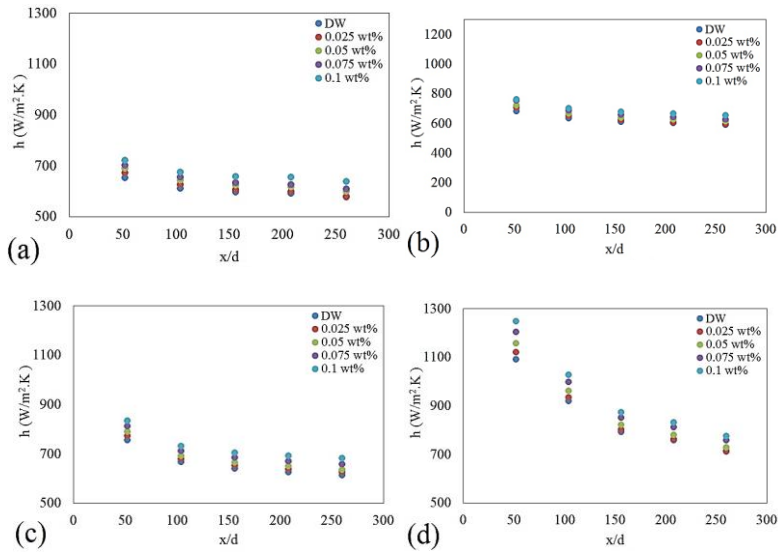 1300
1100
900
700
500
h (W/m².K)
DW
0.025 wt%
0.05 wt%
0.075 wt%
0.1 wt%
0 50 100 150 200 250 300
x/d
(a)
1200
1000
800
600
400
200
0
h (W/m².K)
DW
0.025 wt%
0.05 wt%
0.075 wt%
0.1 wt%
0 50 100 150 200 250 300
x/d
(b)
1300
1100
900
700
500
h (W/m².K)
DW
0.025 wt%
0.05 wt%
0.075 wt%
0.1 wt%
0 50 100 150 200 250 300
x/d
(c)
1300
1100
900
700
500
h (W/m².K)
DW
0.025 wt%
0.05 wt%
0.075 wt%
0.1 wt%
0 50 100 150 200 250 300
x/d
(d)